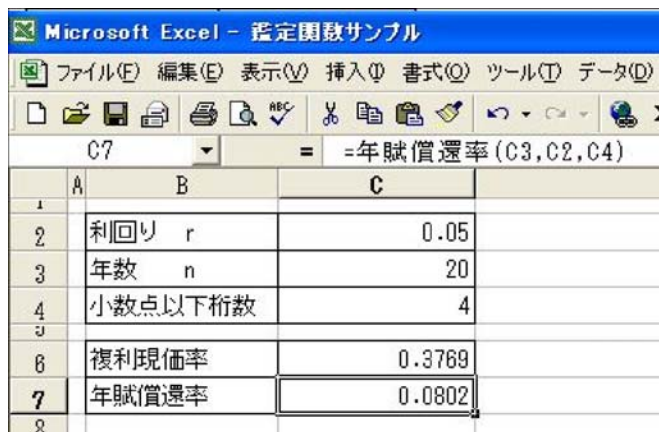 Microsoft Excel - 鑑定関数サンプル
ファイル(F) 編集(E) 表示(V) 挿入(I) 書式(O) ツール(T) データ(D)
ABC
C7 = =年賦償還率(C3,C2,C4)
A B C
1
2 利回り r 0.05
3 年数 n 20
4 小数点以下桁数 4
5
6 複利現価率 0.3769
7 年賦償還率 0.0802
8